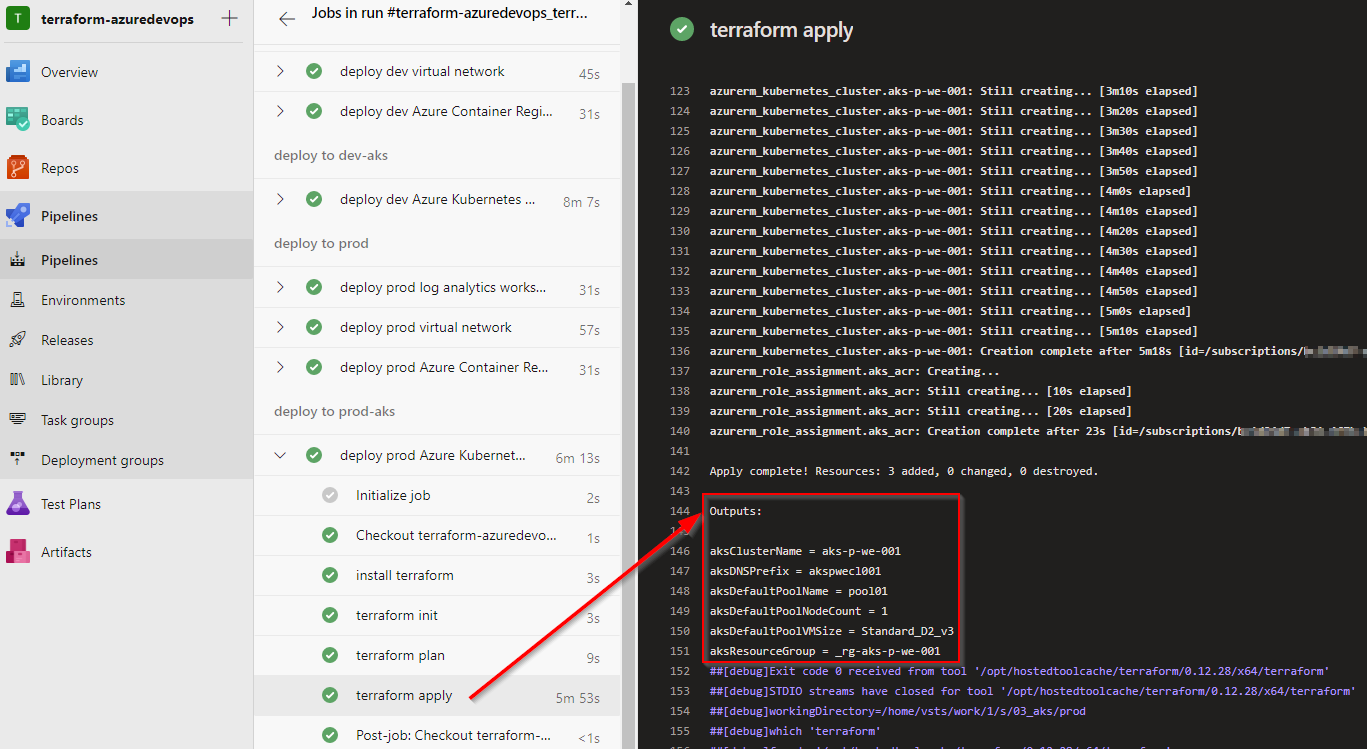 T
terraform-azuredevops
Overview
Boards
Repos
Pipelines
Pipelines
Environments
Releases
Library
Task groups
Deployment groups
Test Plans
Artifacts
Jobs in run #terraform-azuredevops_terr...
deploy dev virtual network 45s
deploy dev Azure Container Regi... 31s
deploy to dev-aks
deploy dev Azure Kubernetes ... 8m 7s
deploy to prod
deploy prod log analytics works... 31s
deploy prod virtual network 57s
deploy prod Azure Container Re... 31s
deploy to prod-aks
deploy prod Azure Kubernet... 6m 13s
Initialize job 2s
Checkout terraform-azuredevo... 1s
install terraform 3s
terraform init 3s
terraform plan 9s
terraform apply 5m 53s
Post-job: Checkout terraform-... <1s
terraform apply
123 azurerm_kubernetes_cluster.aks-p-we-001: Still creating... [3m10s elapsed]
124 azurerm_kubernetes_cluster.aks-p-we-001: Still creating... [3m20s elapsed]
125 azurerm_kubernetes_cluster.aks-p-we-001: Still creating... [3m30s elapsed]
126 azurerm_kubernetes_cluster.aks-p-we-001: Still creating... [3m40s elapsed]
127 azurerm_kubernetes_cluster.aks-p-we-001: Still creating... [3m50s elapsed]
128 azurerm_kubernetes_cluster.aks-p-we-001: Still creating... [4m0s elapsed]
129 azurerm_kubernetes_cluster.aks-p-we-001: Still creating... [4m10s elapsed]
130 azurerm_kubernetes_cluster.aks-p-we-001: Still creating... [4m20s elapsed]
131 azurerm_kubernetes_cluster.aks-p-we-001: Still creating... [4m30s elapsed]
132 azurerm_kubernetes_cluster.aks-p-we-001: Still creating... [4m40s elapsed]
133 azurerm_kubernetes_cluster.aks-p-we-001: Still creating... [4m50s elapsed]
134 azurerm_kubernetes_cluster.aks-p-we-001: Still creating... [5m0s elapsed]
135 azurerm_kubernetes_cluster.aks-p-we-001: Still creating... [5m10s elapsed]
136 azurerm_kubernetes_cluster.aks-p-we-001: Creation complete after 5m18s [id=/subscriptions/
137 azurerm_role_assignment.aks_acr: Creating...
138 azurerm_role_assignment.aks_acr: Still creating... [10s elapsed]
139 azurerm_role_assignment.aks_acr: Still creating... [20s elapsed]
140 azurerm_role_assignment.aks_acr: Creation complete after 23s [id=/subscriptions/
141
142 Apply complete! Resources: 3 added, 0 changed, 0 destroyed.
143
144 Outputs:
146 aksClusterName = aks-p-we-001
147 aksDNSPrefix = akspwecl001
148 aksDefaultPoolName = pool01
149 aksDefaultPoolNodeCount = 1
150 aksDefaultPoolVMSize = Standard_D2_v3
151 aksResourceGroup = _rg-aks-p-we-001
152 ##[debug]Exit code 0 received from tool '/opt/hostedtoolcache/terraform/0.12.28/x64/terraform'
153 ##[debug]STDIO streams have closed for tool '/opt/hostedtoolcache/terraform/0.12.28/x64/terraform'
154 ##[debug]workingDirectory=/home/vsts/work/1/s/03_aks/prod
155 ##[debug]which 'terraform'